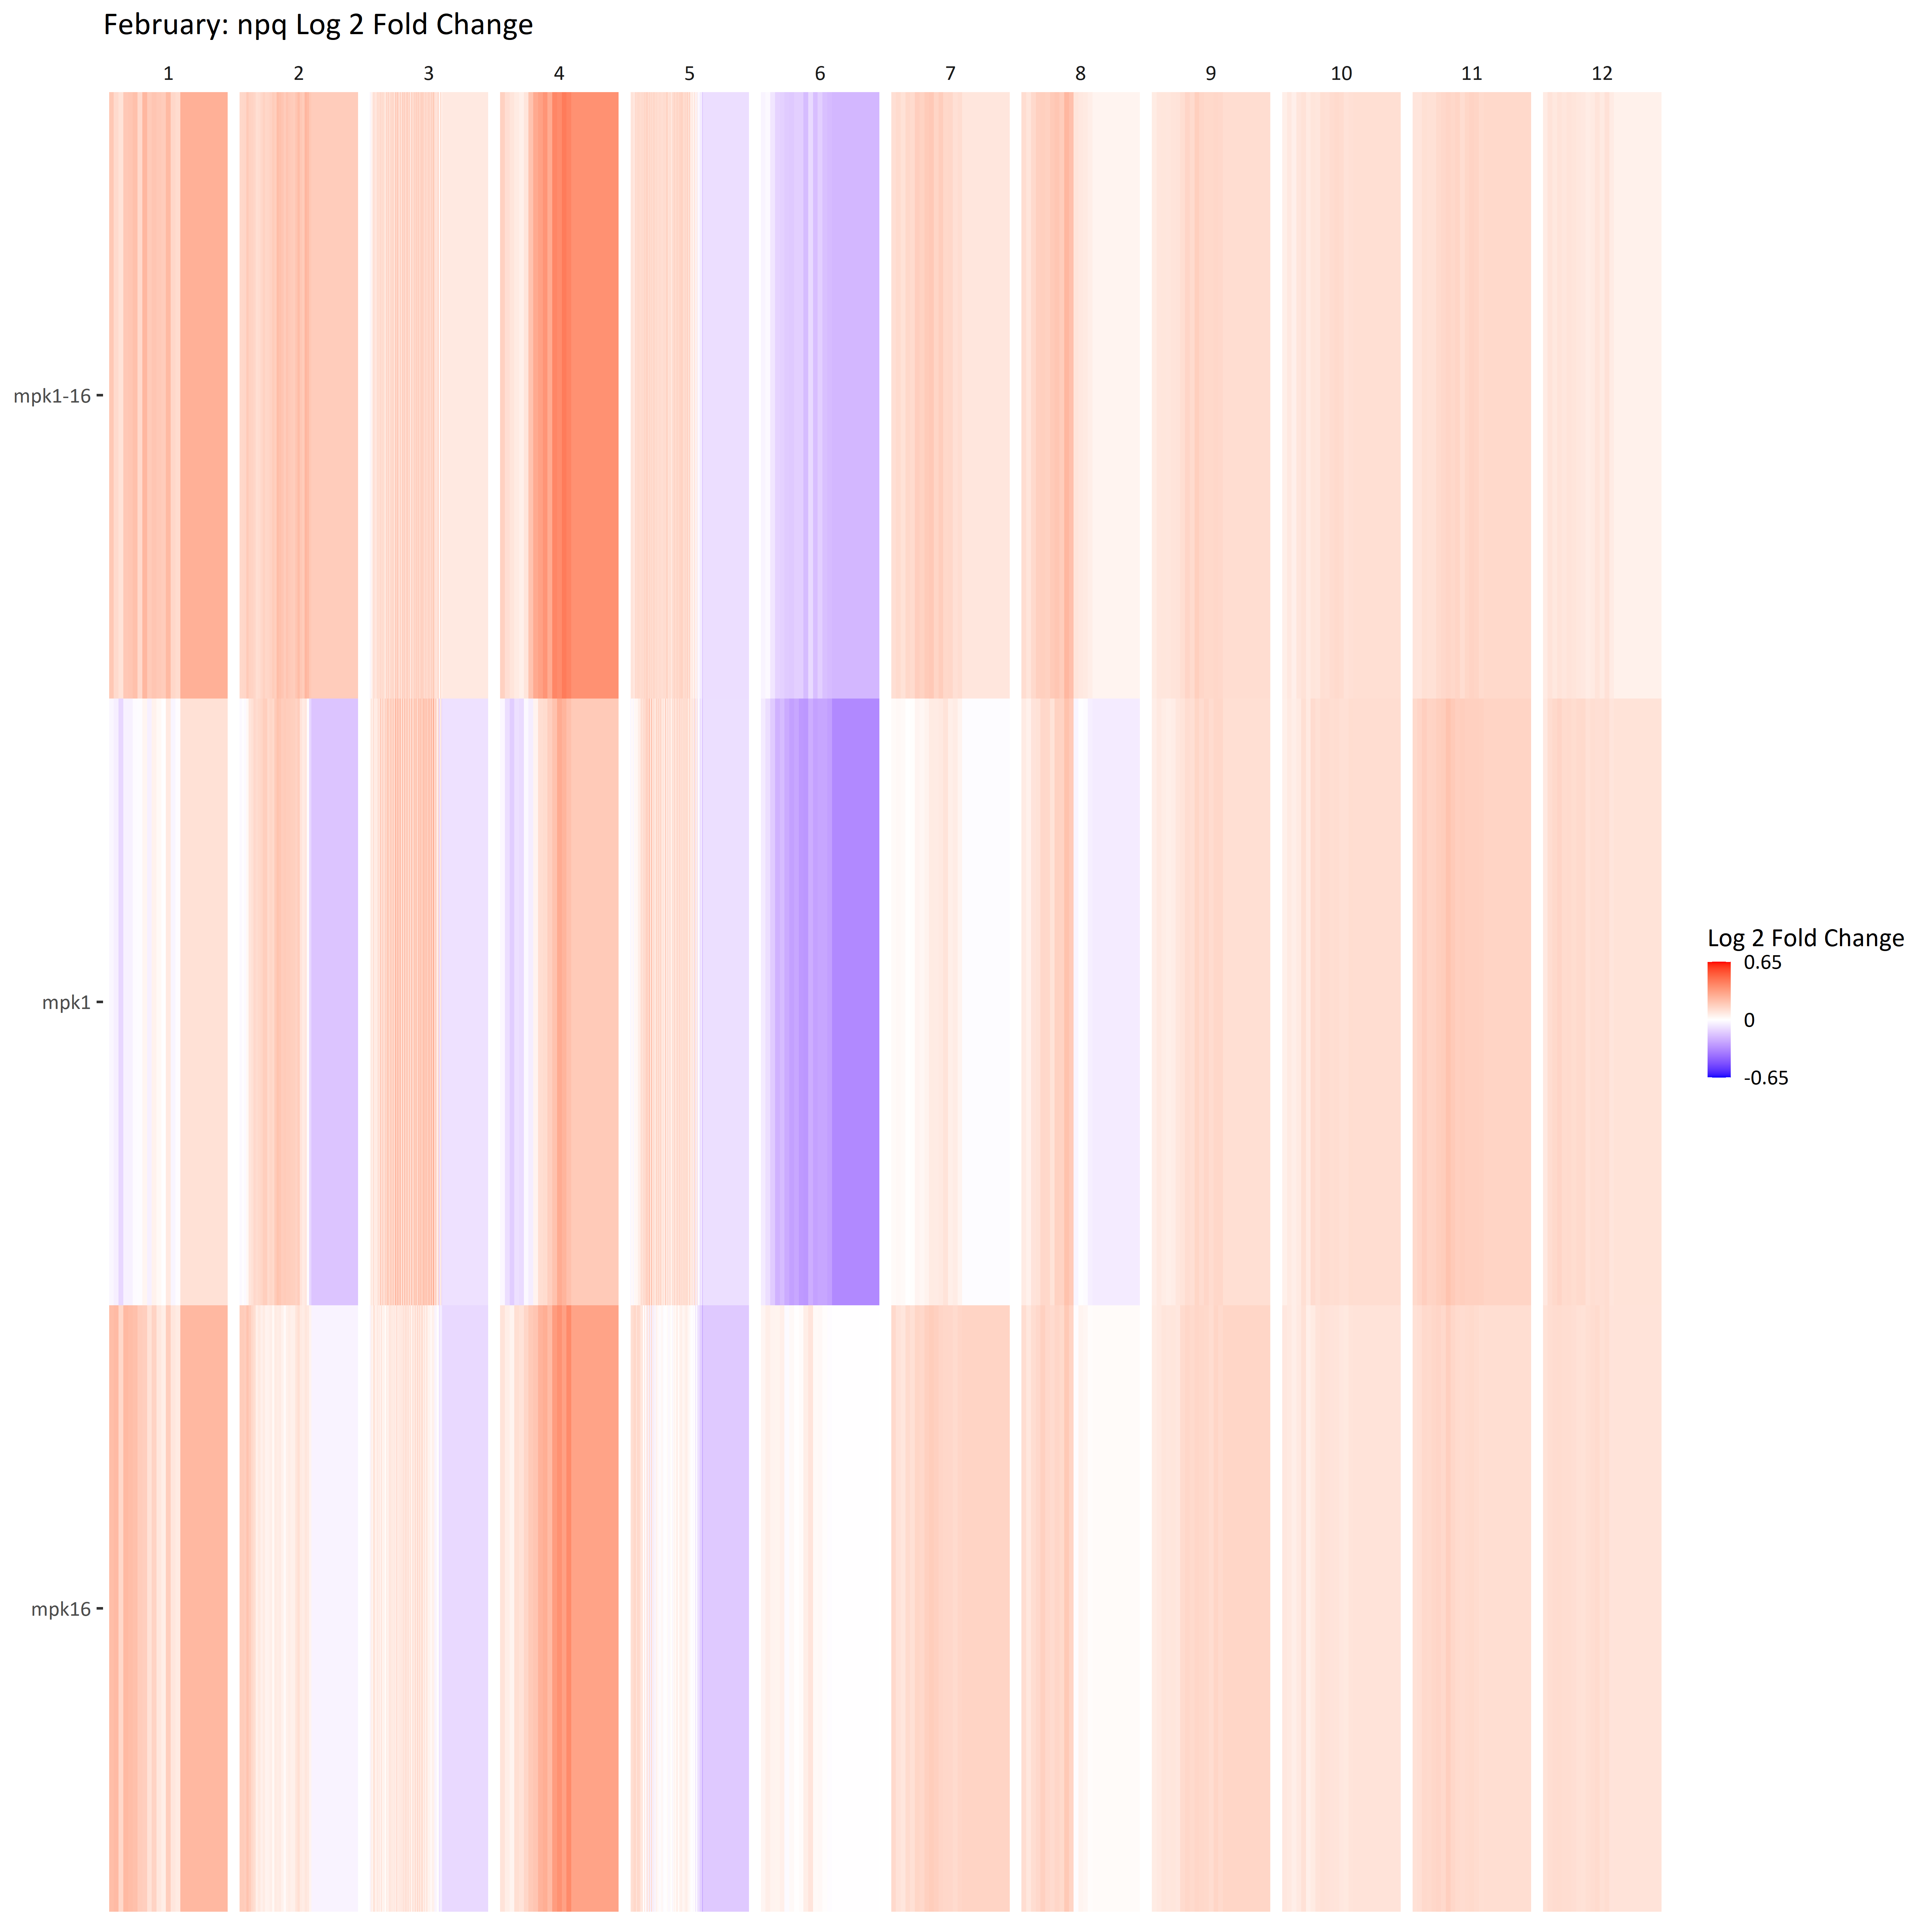 February: npq Log 2 Fold Change
1 2 3 4 5 6 7 8 9 10 11 12
mpk1-16
mpk1
mpk16
Log 2 Fold Change
0.65
0
-0.65